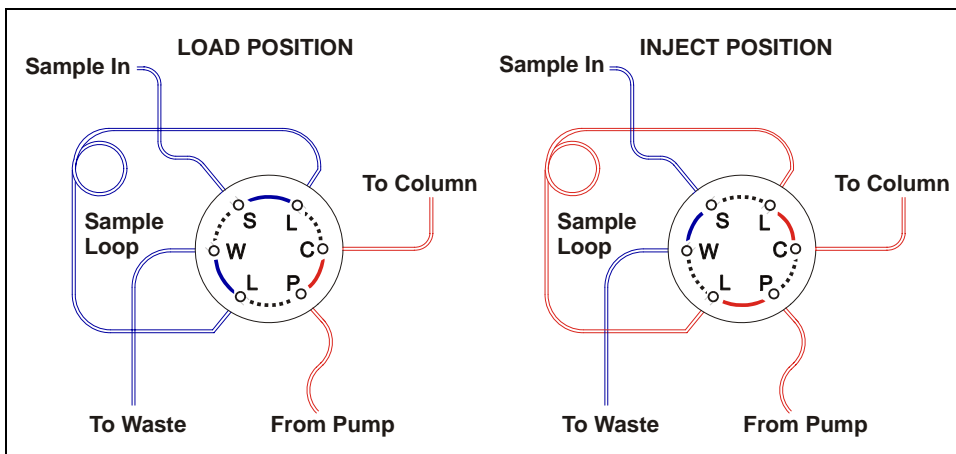 LOAD POSITION
Sample In
To Column
Sample
Loop
S
L
W
C
L
P
To Waste
From Pump
INJECT POSITION
Sample In
To Column
Sample
Loop
S
L
W
C
L
P
To Waste
From Pump